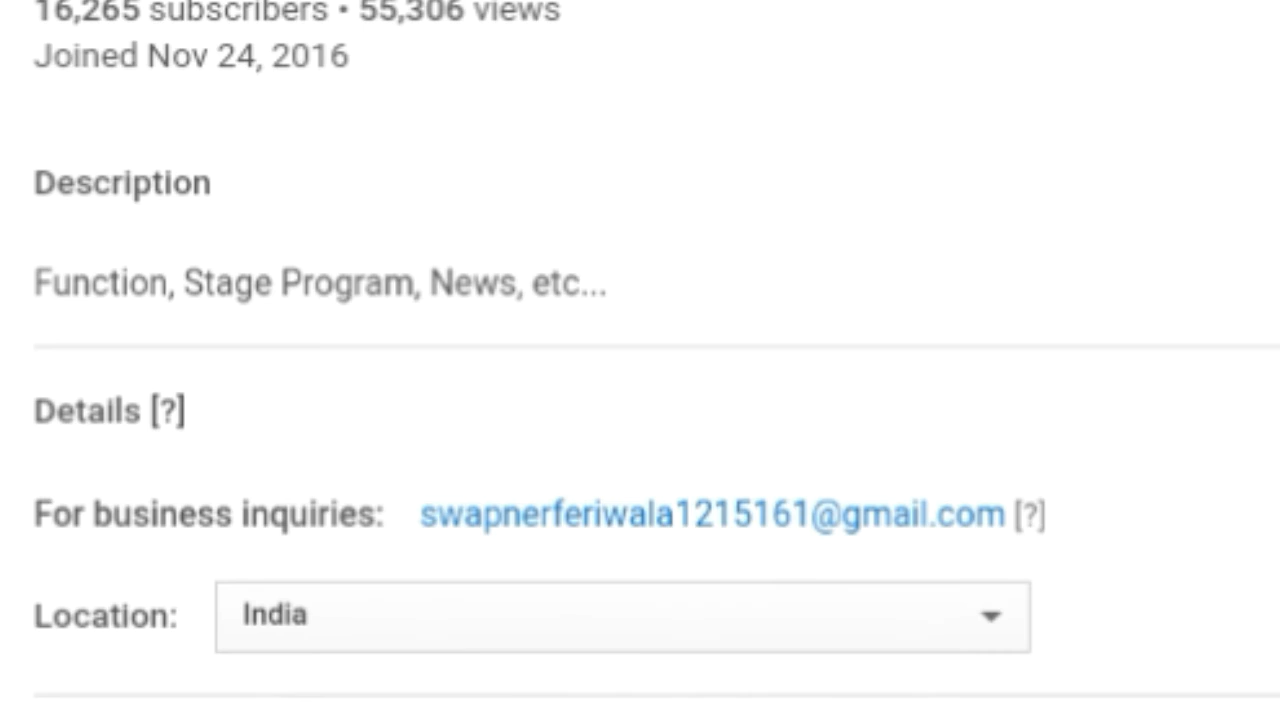 16,265 subscribers • 55,306 views
Joined Nov 24, 2016
Description
Function, Stage Program, News, etc...
Details [?]
For business inquiries: swapnerferiwala1215161@gmail.com [?]
Location: India